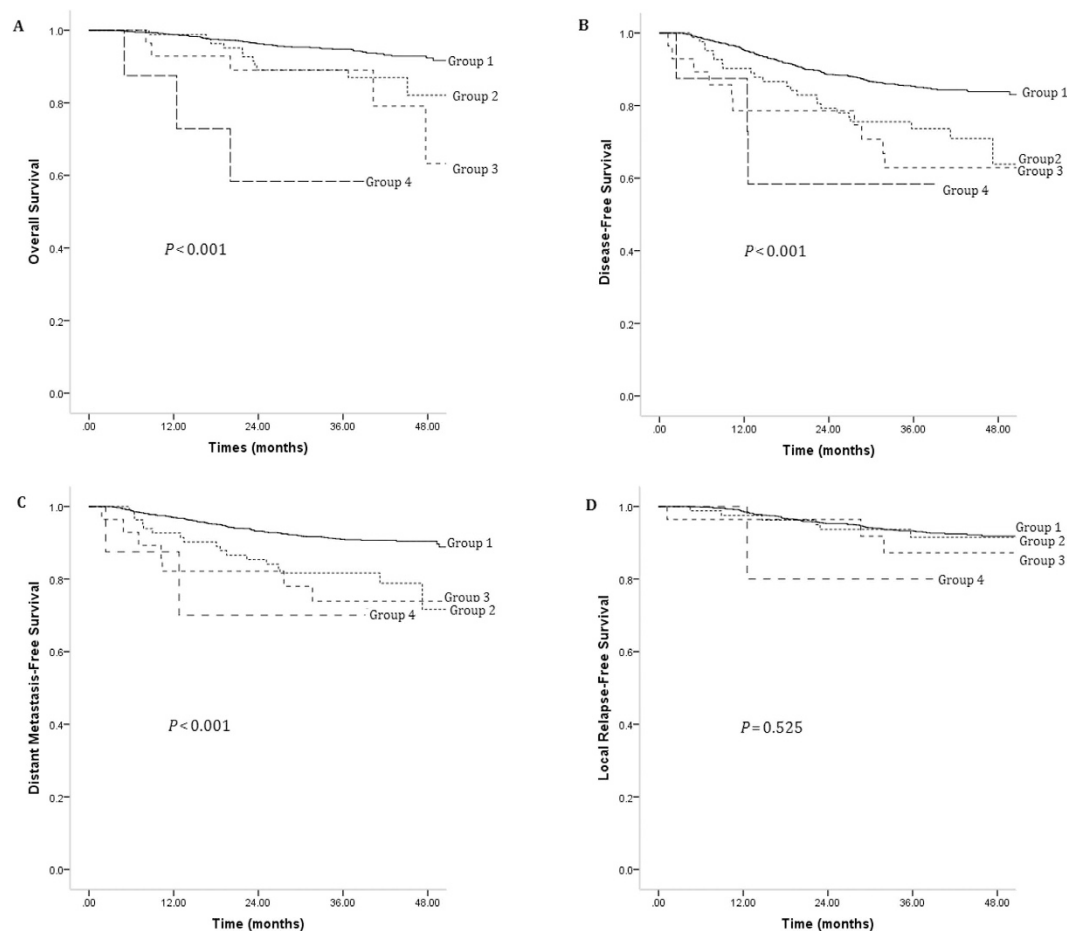 A
Overall Survival
1.0
0.8
0.6
0.4
0.2
0.0
Group 1
Group 2
Group 3
Group 4
P < 0.001
.00 12.00 24.00 36.00 48.00
Times (months)
B
Disease-Free Survival
1.0
0.8
0.6
0.4
0.2
0.0
Group 1
Group2
Group 3
Group 4
P < 0.001
.00 12.00 24.00 36.00 48.00
Time (months)
C
Distant Metastasis-Free Survival
1.0
0.8
0.6
0.4
0.2
0.0
Group 1
Group 3
Group 2
Group 4
P < 0.001
.00 12.00 24.00 36.00 48.00
Time (months)
D
Local Relapse-Free Survival
1.0
0.8
0.6
0.4
0.2
0.0
Group 1
Group 2
Group 3
Group 4
P = 0.525
.00 12.00 24.00 36.00 48.00
Time (months)